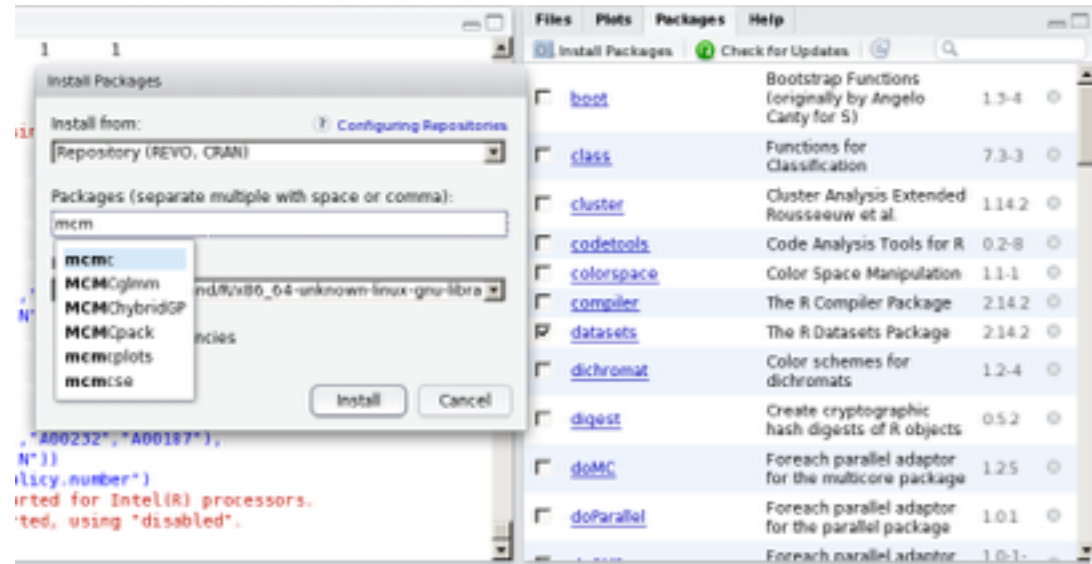 1 1
Install Packages
Install from:
Configuring Repositories
Repository (REVO, CRAN)
Packages (separate multiple with space or comma):
mcm
mcmc
MCMCglmm
MCMChybridGP
MCMCpack
mcmcplots
mcmcse
nd/R/x86_64-unknown-linux-gnu-libra
ncies
Install Cancel
,"A00232","A00187"),
N"))
licy.number")
rted for Intel(R) processors.
ted, using "disabled".
Files Plots Packages Help
Install Packages Check for Updates
boot Bootstrap Functions (originally by Angelo Canty for S) 1.3-4
class Functions for Classification 7.3-3
cluster Cluster Analysis Extended Rousseeuw et al. 1.14.2
codetools Code Analysis Tools for R 0.2-8
colorspace Color Space Manipulation 1.1-1
compiler The R Compiler Package 2.14.2
datasets The R Datasets Package 2.14.2
dichromat Color schemes for dichromats 1.2-4
digest Create cryptographic hash digests of R objects 0.5.2
doMC Foreach parallel adaptor for the multicore package 1.2.5
doParallel Foreach parallel adaptor for the parallel package 1.0.1
Foreach parallel adaptor 1.0-1-